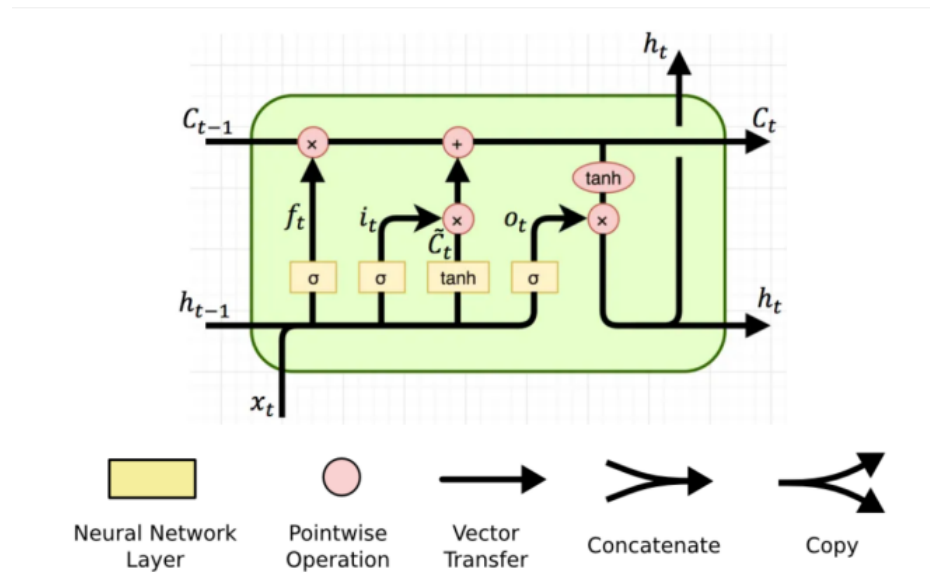 h_t
C_{t-1}
C_t
×
+
tanh
f_t
i_t
×
o_t
×
C̃_t
σ
σ
tanh
σ
h_{t-1}
h_t
x_t
Neural Network
Layer
Pointwise
Operation
Vector
Transfer
Concatenate
Copy